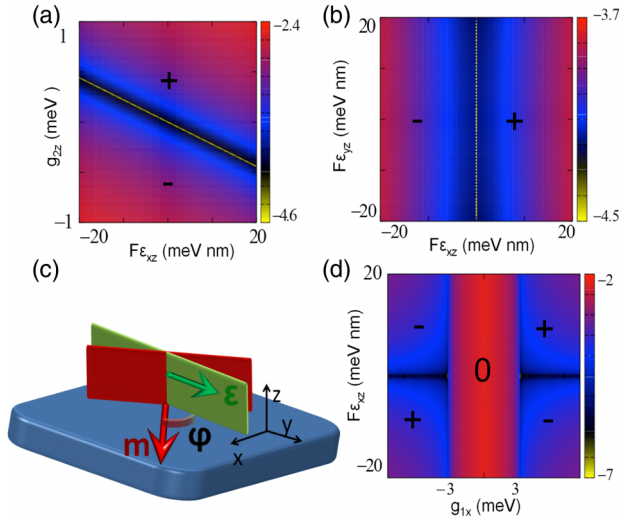 (a)
1
+
g₂z (meV)
-
−1
−20
20
Fεxz (meV nm)
−2.4
−4.6
(b)
20
Fεyz (meV nm)
-
+
−20
−20
20
Fεxz (meV nm)
−3.7
−4.5
(c)
ε
z
y
x
m
φ
(d)
20
Fεxz (meV nm)
-
+
0
+
-
−20
−3
3
g₁x (meV)
−2
−7